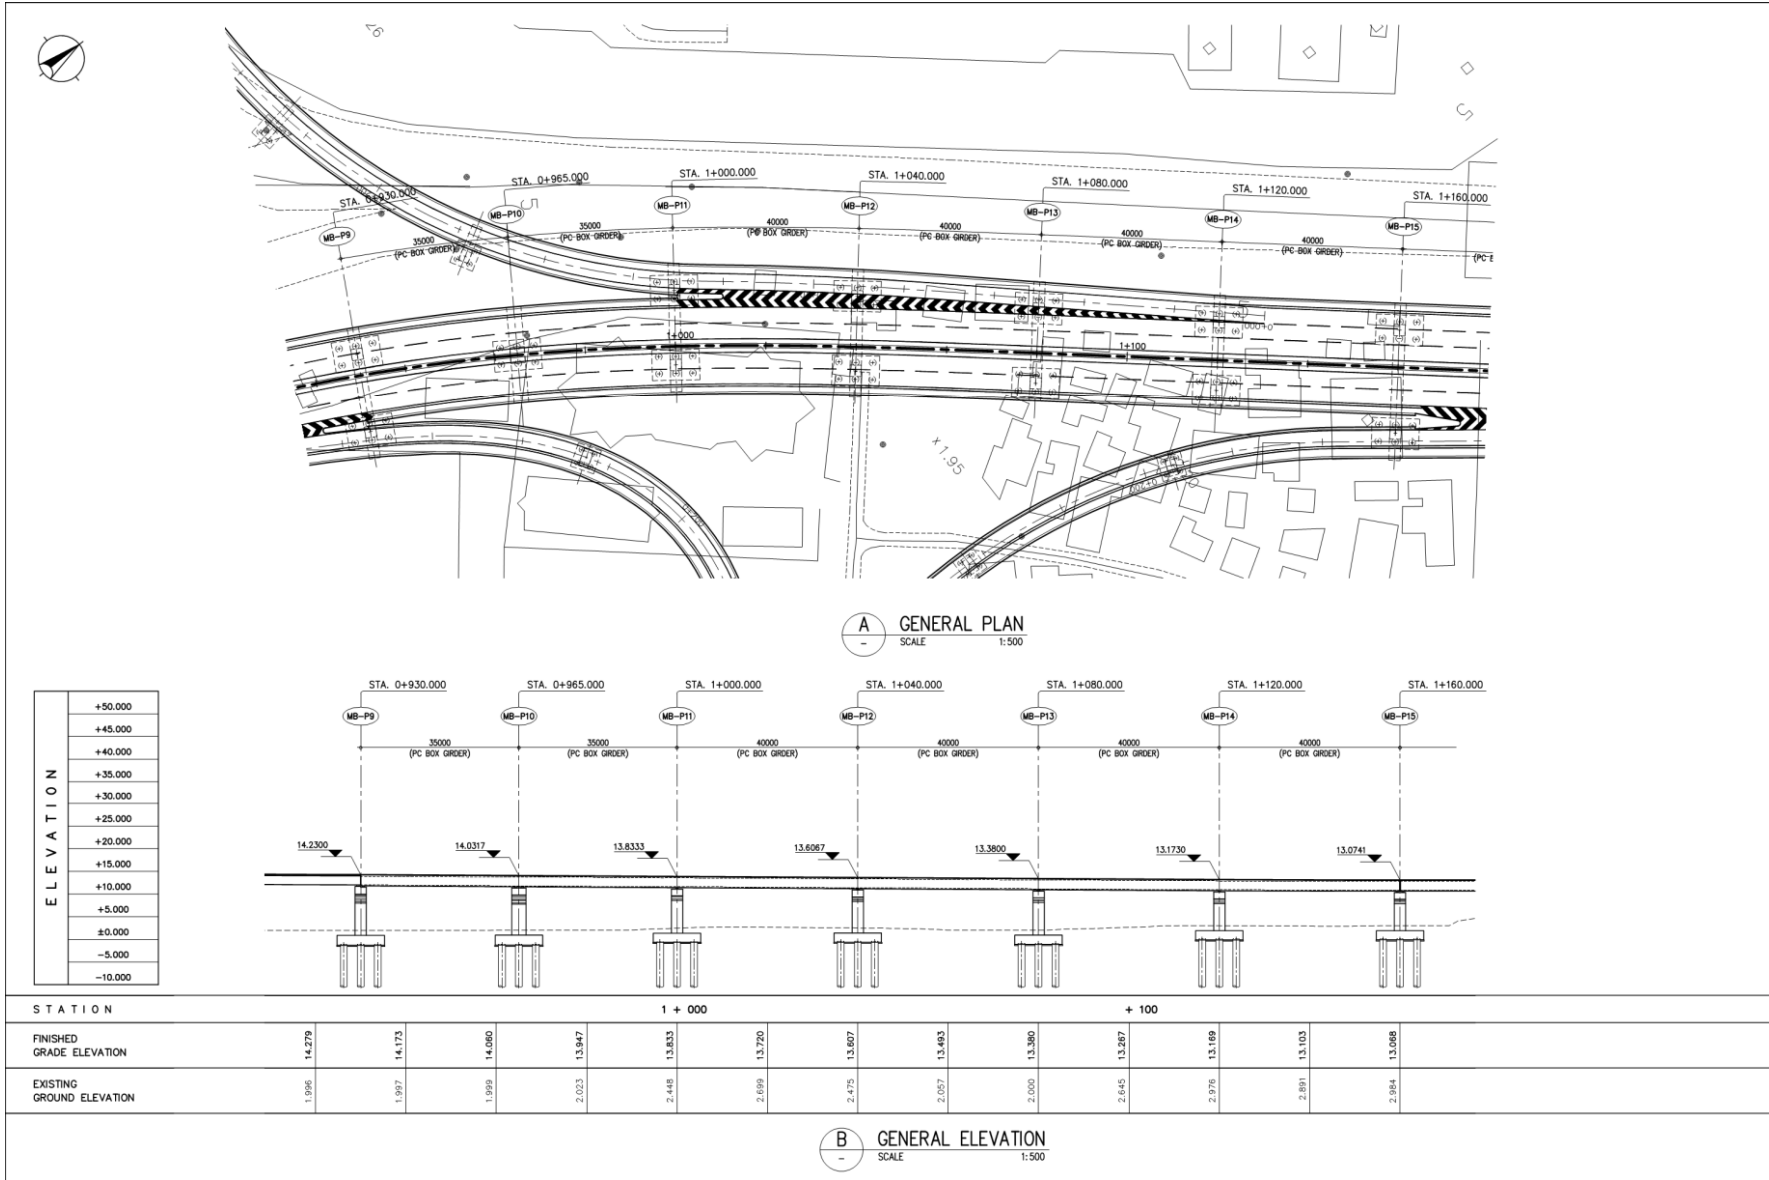 26
5
5
STA. 0+930.000
STA. 0+965.000
STA. 1+000.000
STA. 1+040.000
STA. 1+080.000
STA. 1+120.000
STA. 1+160.000
MB-P9
MB-P10
MB-P11
MB-P12
MB-P13
MB-P14
MB-P15
35000
(PC BOX GIRDER)
35000
(PC BOX GIRDER)
40000
(PC BOX GIRDER)
40000
(PC BOX GIRDER)
40000
(PC BOX GIRDER)
40000
(PC BOX GIRDER)
1+000
1+100
0+000
0+200
0+200
x 1.95
A
-
GENERAL PLAN
SCALE 1:500
ELEVATION
+50.000
+45.000
+40.000
+35.000
+30.000
+25.000
+20.000
+15.000
+10.000
+5.000
±0.000
-5.000
-10.000
STA. 0+930.000
STA. 0+965.000
STA. 1+000.000
STA. 1+040.000
STA. 1+080.000
STA. 1+120.000
STA. 1+160.000
MB-P9
MB-P10
MB-P11
MB-P12
MB-P13
MB-P14
MB-P15
35000
(PC BOX GIRDER)
35000
(PC BOX GIRDER)
40000
(PC BOX GIRDER)
40000
(PC BOX GIRDER)
40000
(PC BOX GIRDER)
40000
(PC BOX GIRDER)
14.2300
14.0317
13.8333
13.6067
13.3800
13.1730
13.0741
STATION 1 + 000 + 100
FINISHED
GRADE ELEVATION
14.279 14.173 14.060 13.947 13.833 13.720 13.607 13.493 13.380 13.267 13.169 13.103 13.068
EXISTING
GROUND ELEVATION
1.996 1.997 1.999 2.023 2.448 2.699 2.475 2.057 2.000 2.645 2.976 2.891 2.984
B
-
GENERAL ELEVATION
SCALE 1:500